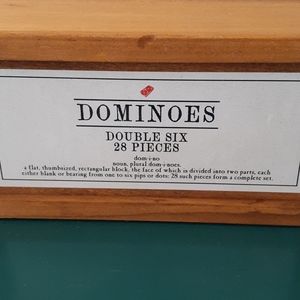 DOMINOES
DOUBLE SIX
28 PIECES
dom·i·no
noun, plural dom·i·noes.
a flat, thumbsized, rectangular block, the face of which is divided into two parts, each
either blank or bearing from one to six pips or dots: 28 such pieces form a complete set.